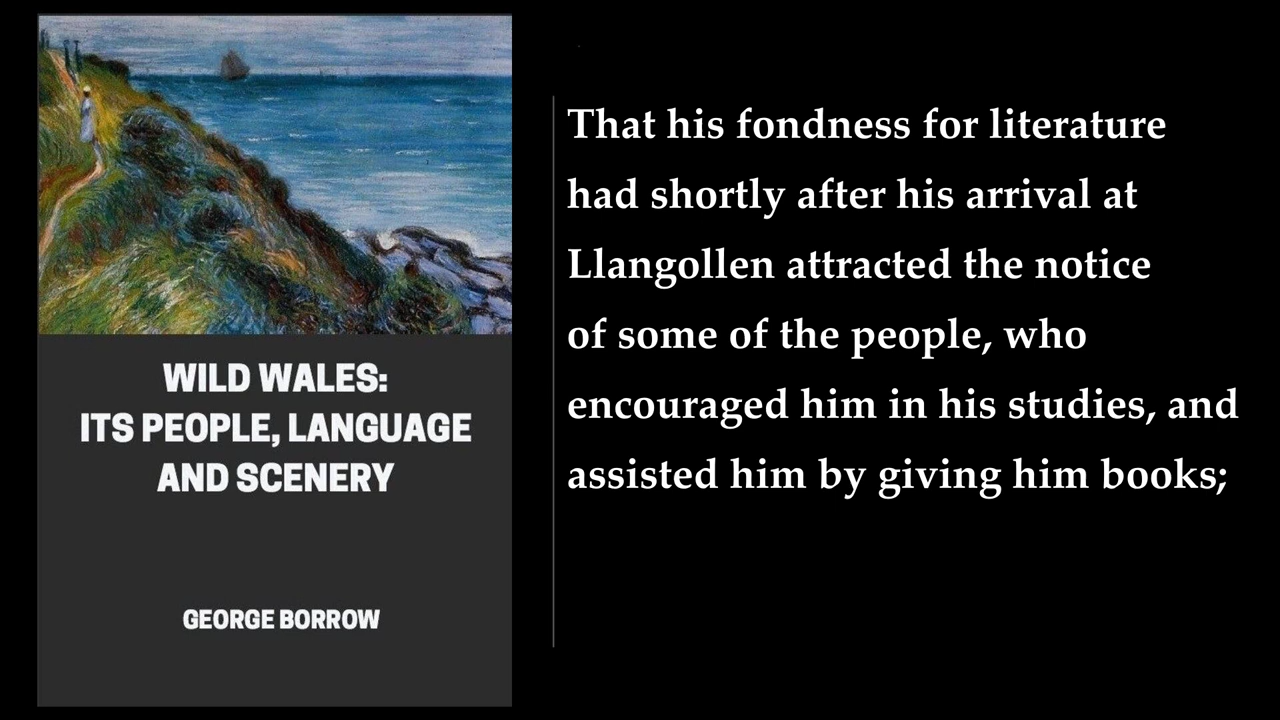 WILD WALES:
ITS PEOPLE, LANGUAGE
AND SCENERY
GEORGE BORROW
That his fondness for literature
had shortly after his arrival at
Llangollen attracted the notice
of some of the people, who
encouraged him in his studies, and
assisted him by giving him books;